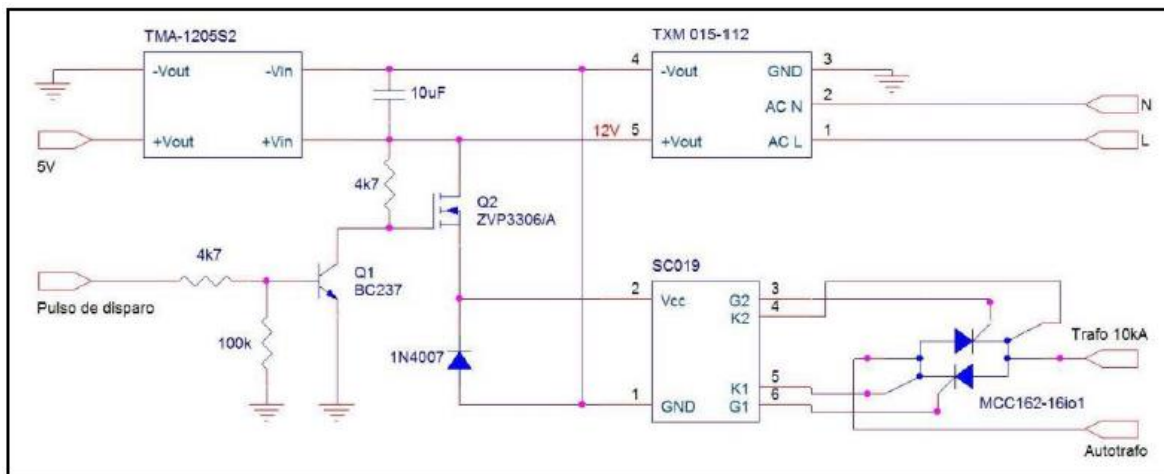 TMA-1205S2
-Vout
-Vin
+Vout
+Vin
5V
10uF
12V
TXM 015-112
4
-Vout
GND
3
AC N
2
N
5
+Vout
AC L
1
L
4k7
Q2
ZVP3306/A
4k7
Pulso de disparo
Q1
BC237
100k
1N4007
SC019
2
Vcc
G2
3
K2
4
K1
5
G1
6
1
GND
Trafo 10kA
MCC162-16io1
Autotrafo